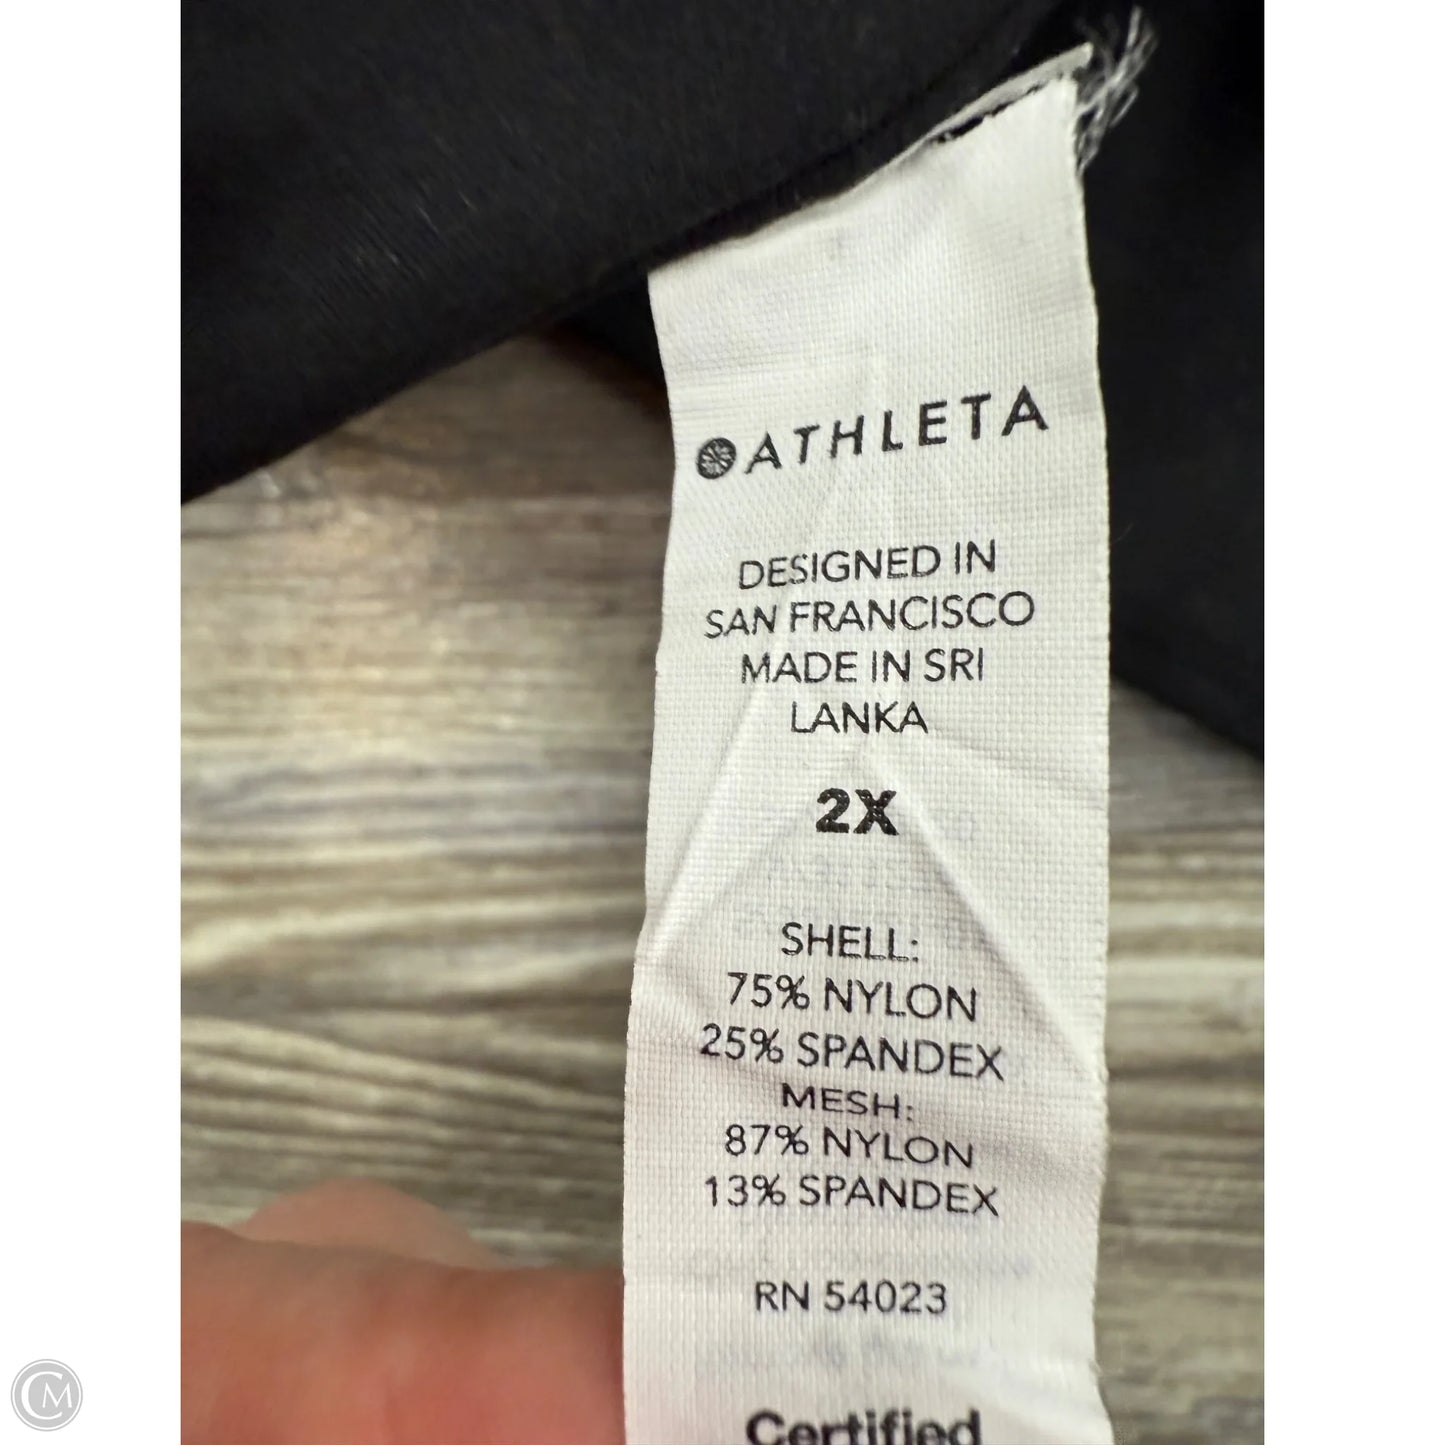 ATHLETA
DESIGNED IN
SAN FRANCISCO
MADE IN SRI
LANKA
2X
SHELL:
75% NYLON
25% SPANDEX
MESH:
87% NYLON
13% SPANDEX
RN 54023
Certified
CM